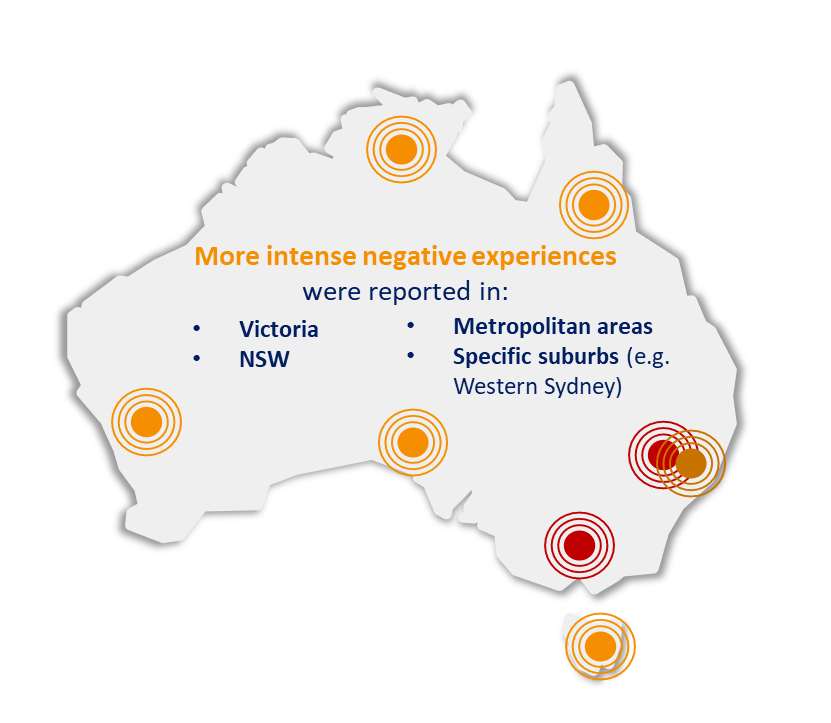 More intense negative experiences
were reported in:
• Victoria
• NSW
• Metropolitan areas
• Specific suburbs (e.g.
Western Sydney)